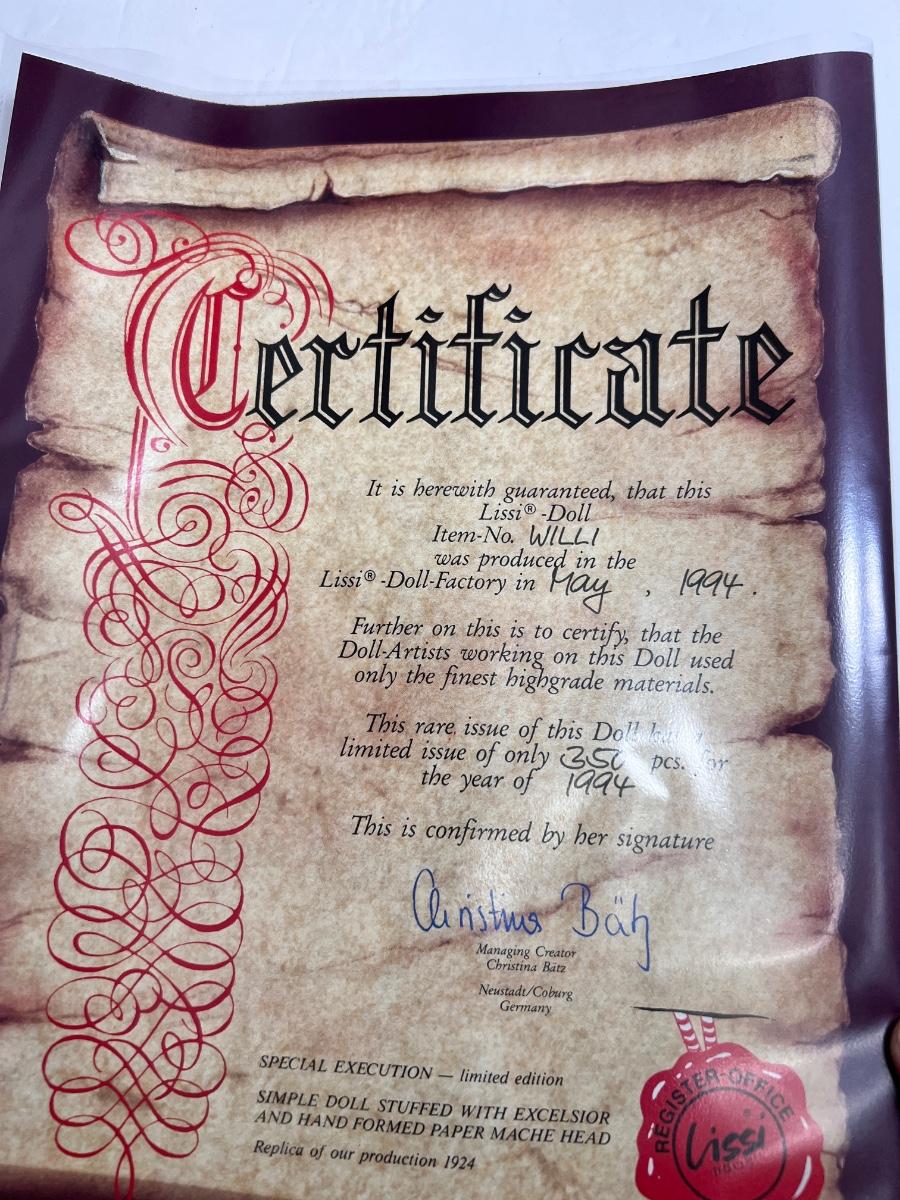 Certificate
It is herewith guaranteed, that this
Lissi® -Doll
Item-No. WILLI
was produced in the
Lissi® -Doll-Factory in May , 1994 .
Further on this is to certify, that the
Doll-Artists working on this Doll used
only the finest highgrade materials.
This rare issue of this Doll
limited issue of only 350 pcs. for
the year of 1994
This is confirmed by her signature
Christina Bätz
Managing Creator
Christina Bätz
Neustadt/Coburg
Germany
SPECIAL EXECUTION — limited edition
SIMPLE DOLL STUFFED WITH EXCELSIOR
AND HAND FORMED PAPER MACHE HEAD
Replica of our production 1924
REGISTER-OFFICE
Lissi